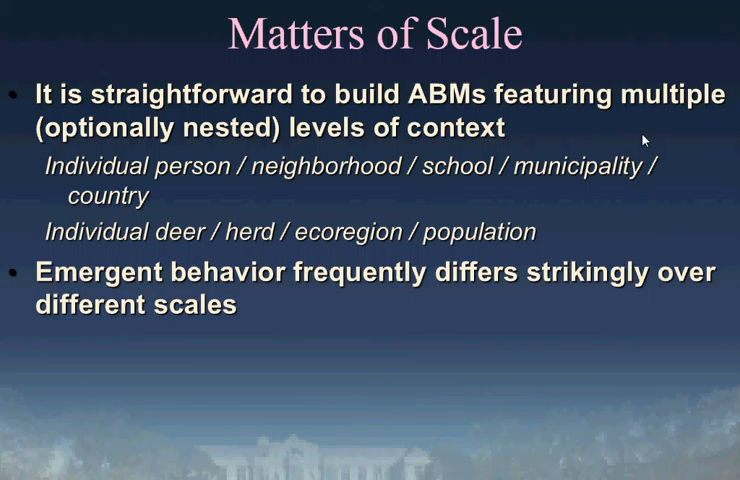 Matters of Scale
• It is straightforward to build ABMs featuring multiple
(optionally nested) levels of context
Individual person / neighborhood / school / municipality /
country
Individual deer / herd / ecoregion / population
• Emergent behavior frequently differs strikingly over
different scales